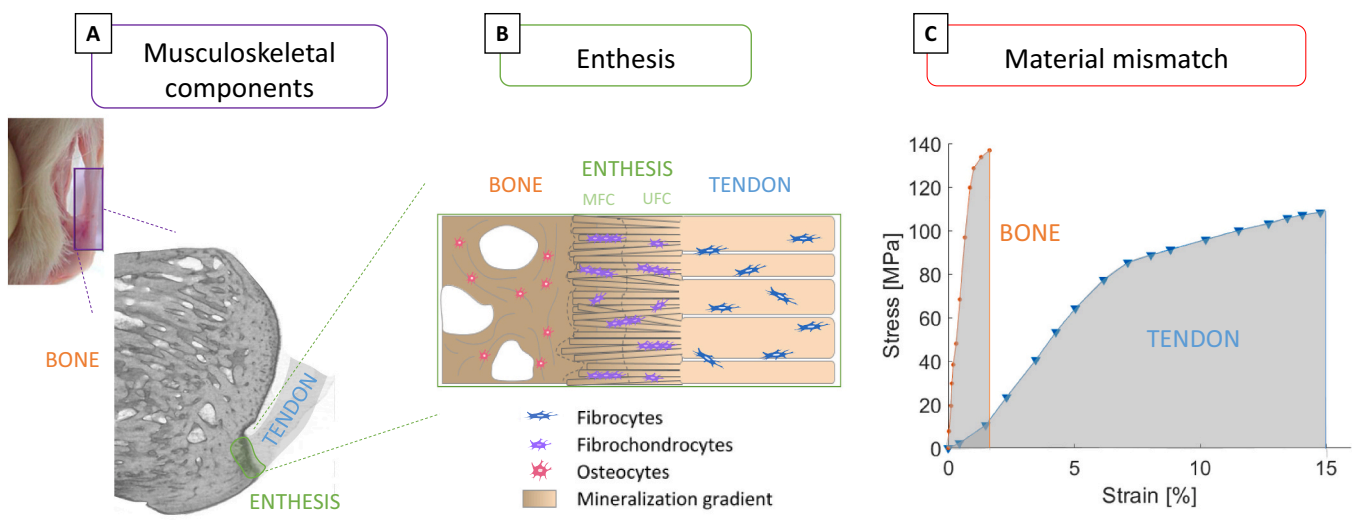 A
Musculoskeletal
components
BONE
TENDON
ENTHESIS
B
Enthesis
BONE
ENTHESIS
TENDON
MFC
UFC
Fibrocytes
Fibrochondrocytes
Osteocytes
Mineralization gradient
C
Material mismatch
Stress [MPa]
140
120
100
80
60
40
20
0
BONE
TENDON
0
5
10
15
Strain [%]